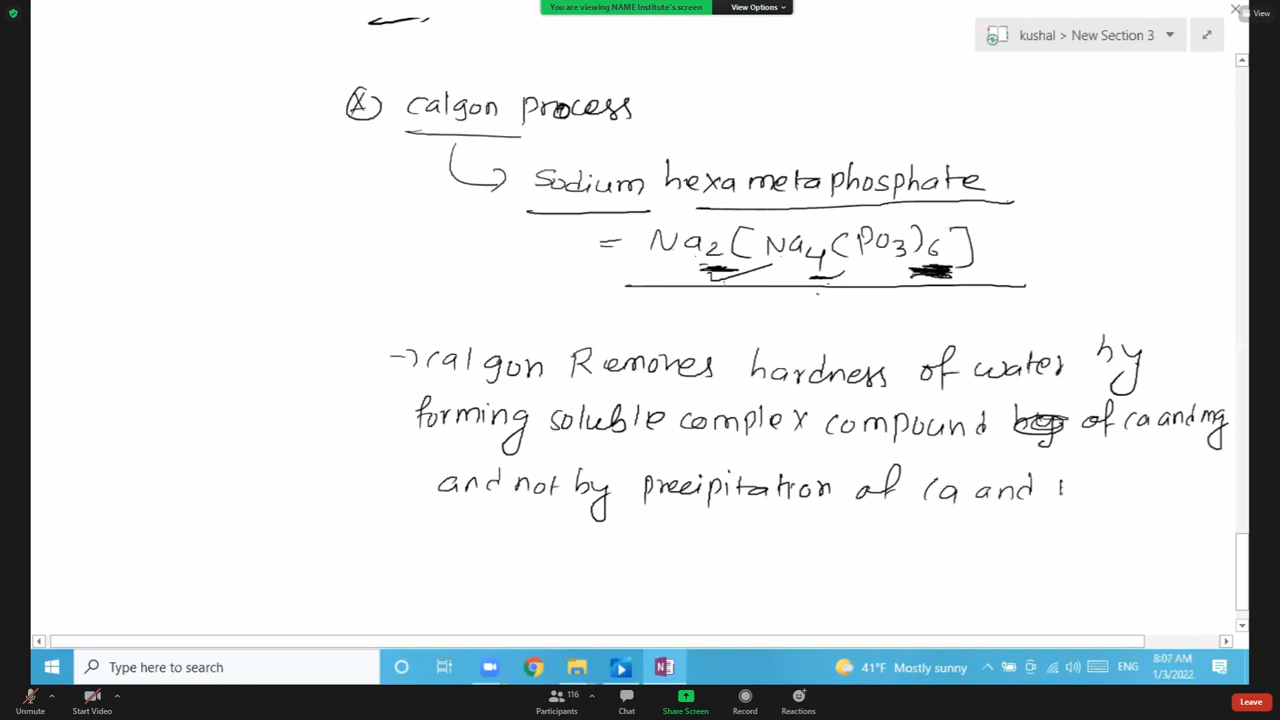 You are viewing NAME Institute's screen View Options
View
kushal > New Section 3
calgon process
Sodium hexametaphosphate
= Na2[Na4(PO3)6]
→ calgon Removes hardness of water by
forming soluble complex compound of ca and mg
and not by precipitation of ca and
Type here to search
41°F Mostly sunny
ENG
8:07 AM
1/3/2022
Unmute
Start Video
116
Participants
Chat
Share Screen
Record
Reactions
Leave